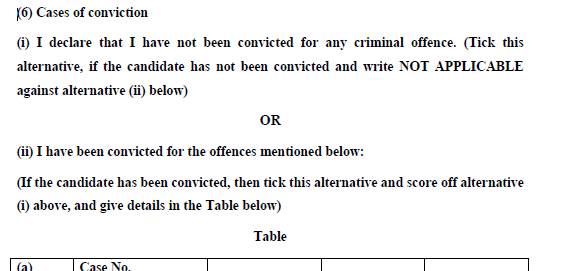 (6) Cases of conviction
(i) I declare that I have not been convicted for any criminal offence. (Tick this
alternative, if the candidate has not been convicted and write NOT APPLICABLE
against alternative (ii) below)
OR
(ii) I have been convicted for the offences mentioned below:
(If the candidate has been convicted, then tick this alternative and score off alternative
(i) above, and give details in the Table below)
Table
(a) Case No.